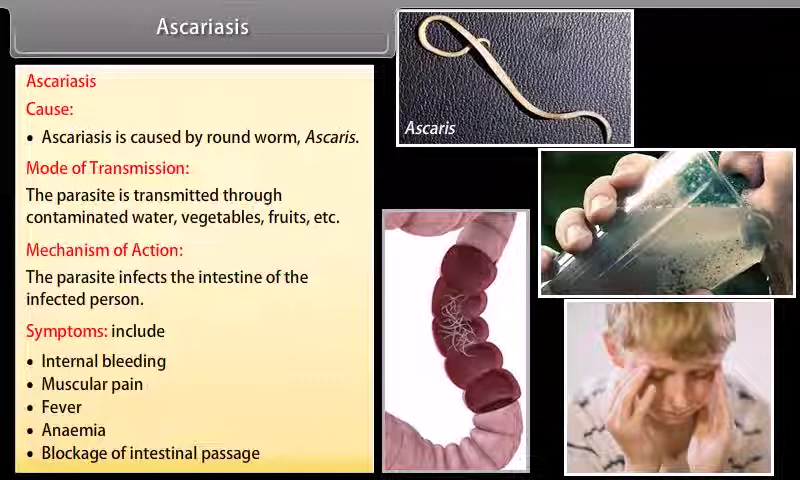 Ascariasis
Ascariasis
Cause:
• Ascariasis is caused by round worm, Ascaris.
Mode of Transmission:
The parasite is transmitted through
contaminated water, vegetables, fruits, etc.
Mechanism of Action:
The parasite infects the intestine of the
infected person.
Symptoms: include
• Internal bleeding
• Muscular pain
• Fever
• Anaemia
• Blockage of intestinal passage
Ascaris